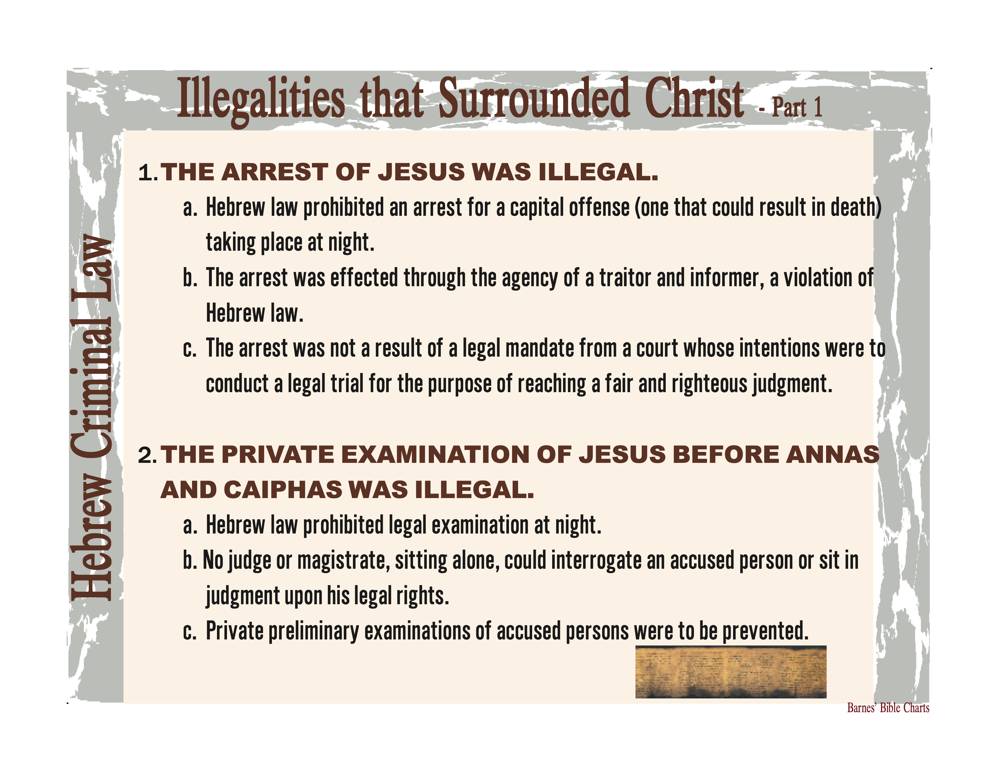 Illegalities that Surrounded Christ - Part 1
Hebrew Criminal Law
1. THE ARREST OF JESUS WAS ILLEGAL.
a. Hebrew law prohibited an arrest for a capital offense (one that could result in death)
taking place at night.
b. The arrest was effected through the agency of a traitor and informer, a violation of
Hebrew law.
c. The arrest was not a result of a legal mandate from a court whose intentions were to
conduct a legal trial for the purpose of reaching a fair and righteous judgment.
2. THE PRIVATE EXAMINATION OF JESUS BEFORE ANNAS
AND CAIPHAS WAS ILLEGAL.
a. Hebrew law prohibited legal examination at night.
b. No judge or magistrate, sitting alone, could interrogate an accused person or sit in
judgment upon his legal rights.
c. Private preliminary examinations of accused persons were to be prevented.
Barnes’ Bible Charts